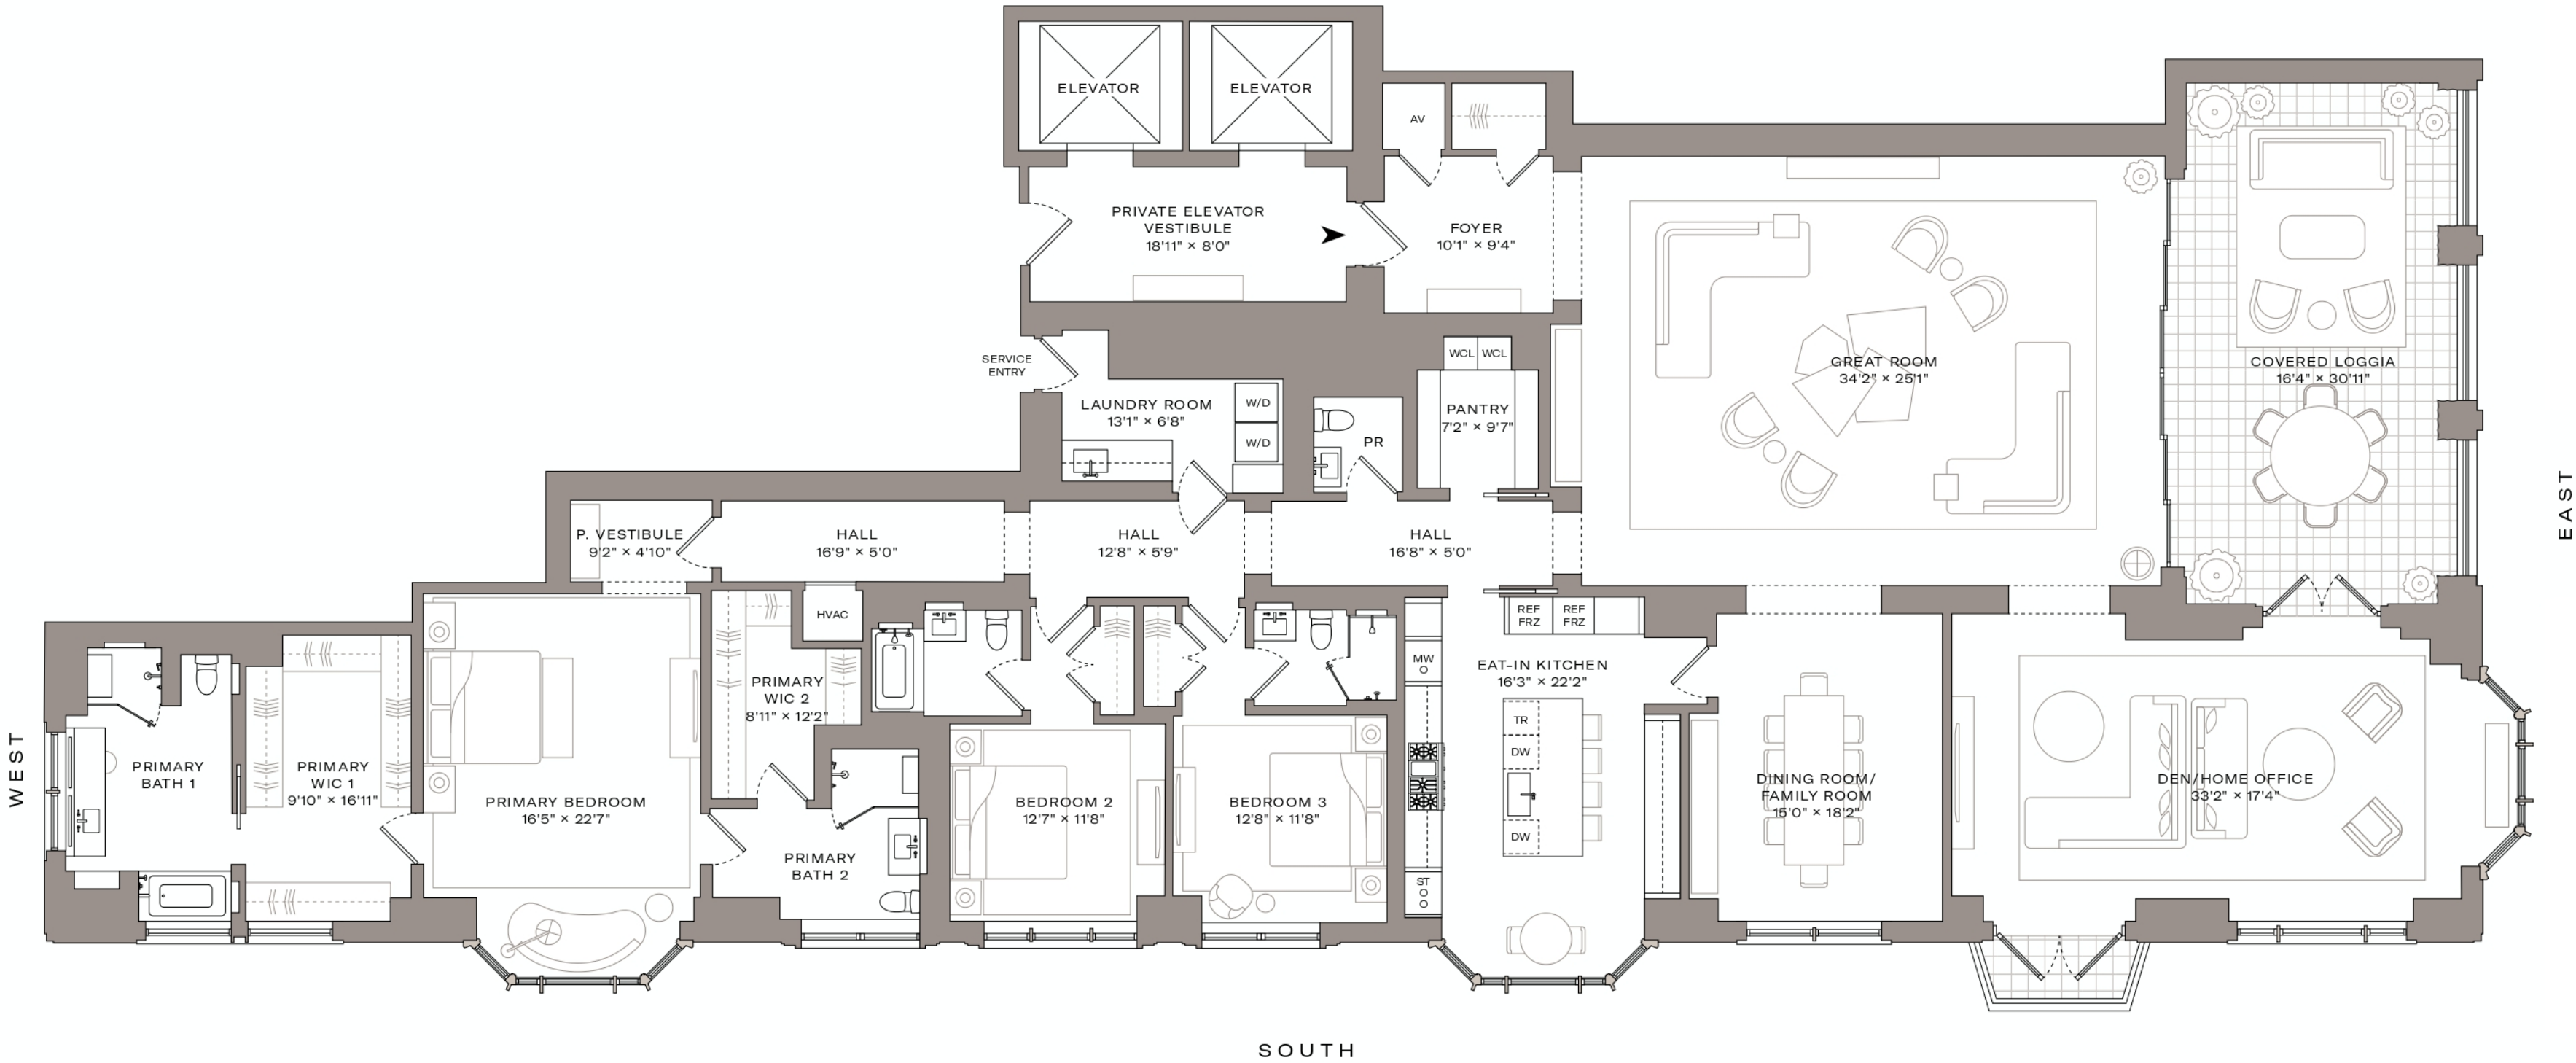 ELEVATOR
ELEVATOR
AV
PRIVATE ELEVATOR
VESTIBULE
18'11" × 8'0"
FOYER
10'1" × 9'4"
SERVICE
ENTRY
LAUNDRY ROOM
13'1" × 6'8"
W/D
W/D
PR
WCL
WCL
PANTRY
7'2" × 9'7"
GREAT ROOM
34'2" × 25'1"
COVERED LOGGIA
16'4" × 30'11"
P. VESTIBULE
9'2" × 4'10"
HALL
16'9" × 5'0"
HALL
12'8" × 5'9"
HALL
16'8" × 5'0"
EAST
HVAC
REF
FRZ
REF
FRZ
MW
O
EAT-IN KITCHEN
16'3" × 22'2"
TR
DW
DW
ST
O
O
WEST
PRIMARY
BATH 1
PRIMARY
WIC 1
9'10" × 16'11"
PRIMARY BEDROOM
16'5" × 22'7"
PRIMARY
WIC 2
8'11" × 12'2"
PRIMARY
BATH 2
BEDROOM 2
12'7" × 11'8"
BEDROOM 3
12'8" × 11'8"
DINING ROOM/
FAMILY ROOM
15'0" × 18'2"
DEN/HOME OFFICE
33'2" × 17'4"
SOUTH